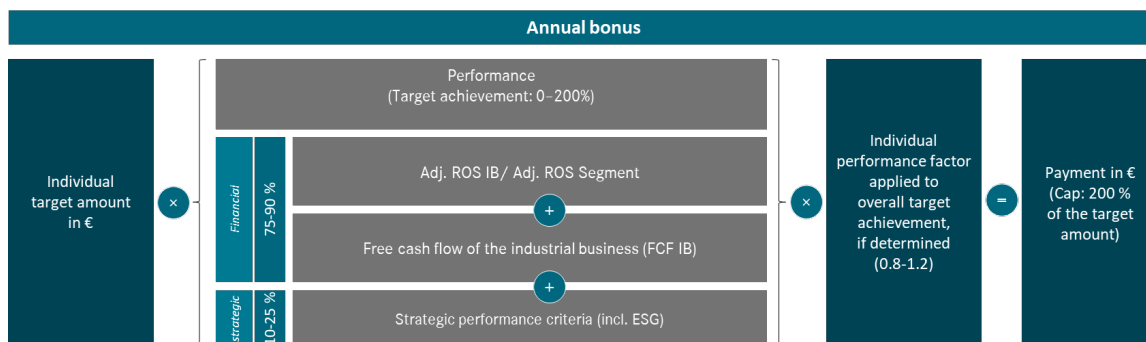 Annual bonus
Individual
target amount
in €
×
Performance
(Target achievement: 0–200%)
Financial
75-90 %
Adj. ROS IB/ Adj. ROS Segment
+
Free cash flow of the industrial business (FCF IB)
+
strategic
10-25 %
Strategic performance criteria (incl. ESG)
×
Individual
performance factor
applied to
overall target
achievement,
if determined
(0.8-1.2)
=
Payment in €
(Cap: 200 %
of the target
amount)